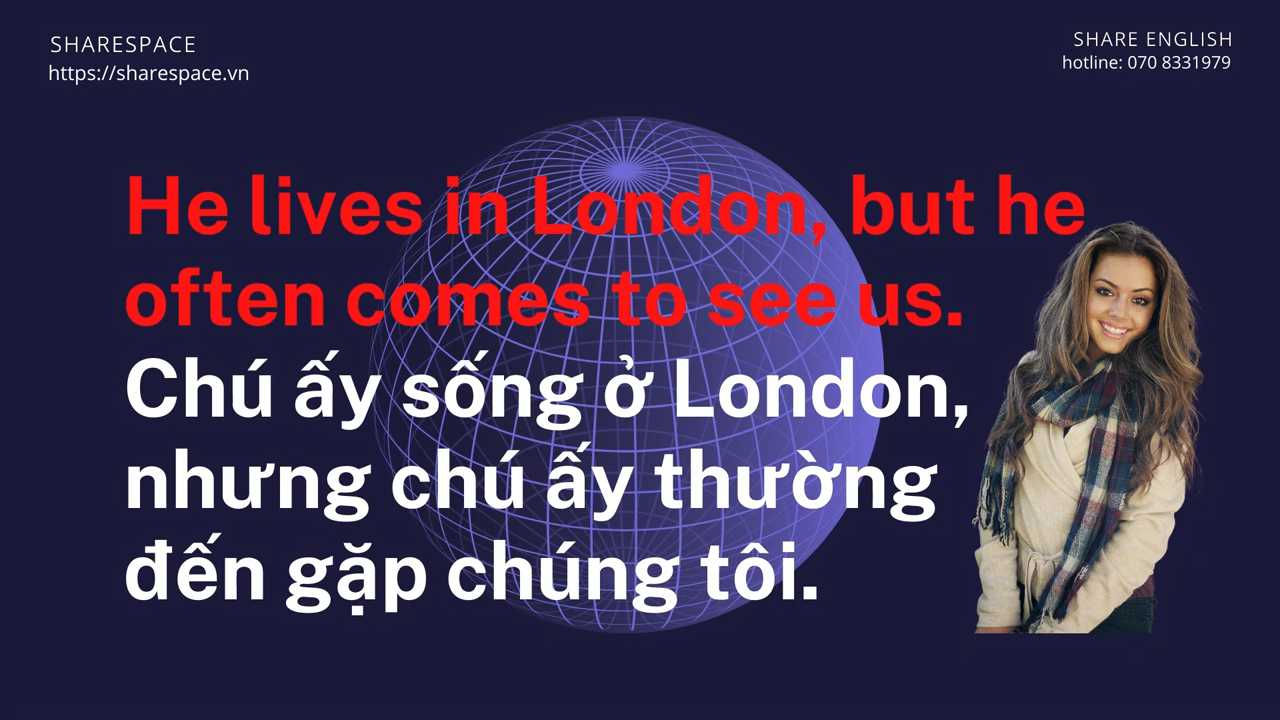 SHARESPACE
https://sharespace.vn
SHARE ENGLISH
hotline: 070 8331979
He lives in London, but he
often comes to see us.
Chú ấy sống ở London,
nhưng chú ấy thường
đến gặp chúng tôi.